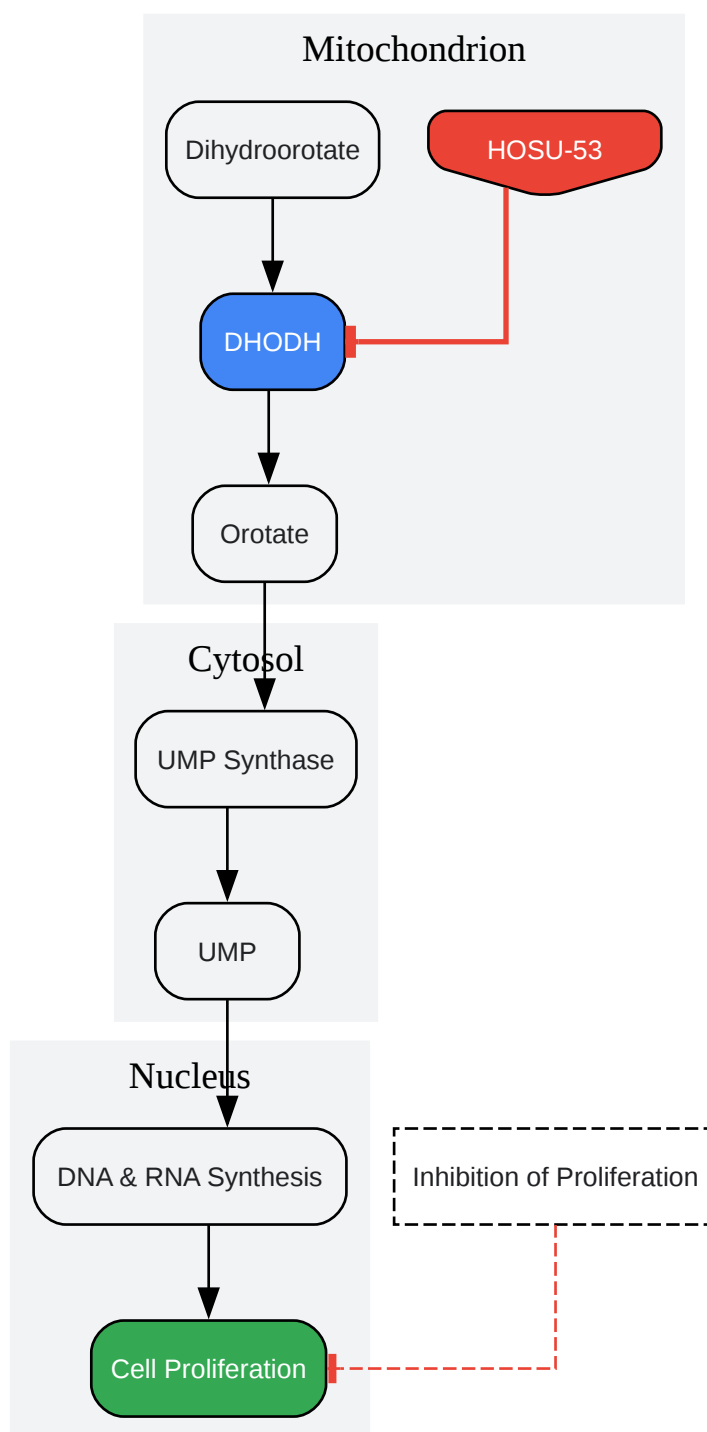 Mitochondrion
Dihydroorotate
HOSU-53
DHODH
Orotate
Cytosol
UMP Synthase
UMP
Nucleus
DNA & RNA Synthesis
Inhibition of Proliferation
Cell Proliferation